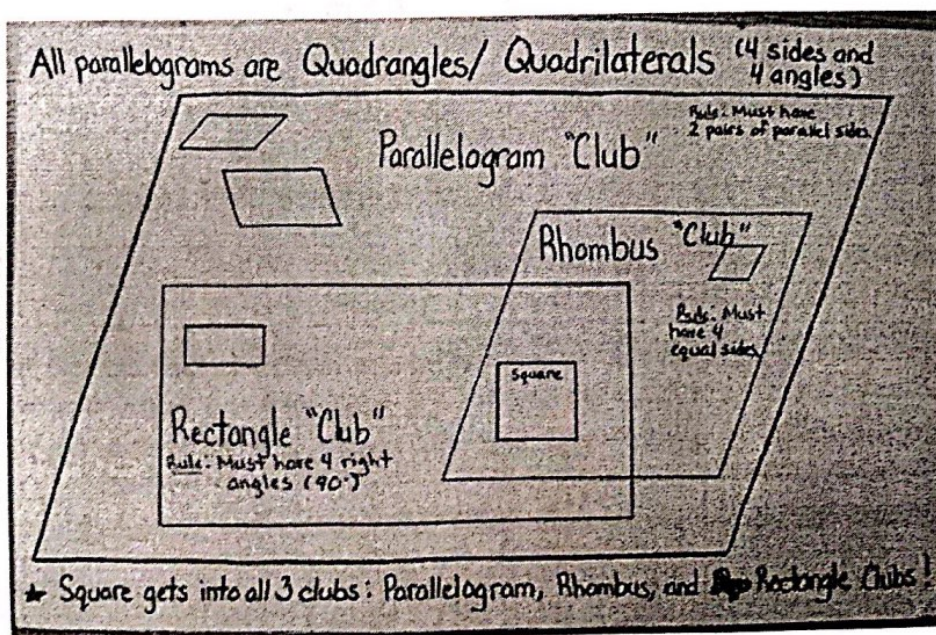 All parallelograms are Quadrangles/ Quadrilaterals (4 sides and
4 angles)
Rule: Must have
2 pairs of parallel sides
Parallelogram "Club"
Rhombus "Club"
Rule: Must
have 4
equal sides
Square
Rectangle "Club"
Rule: Must have 4 right
angles (90°)
★ Square gets into all 3 clubs: Parallelogram, Rhombus, and Rectangle Clubs!